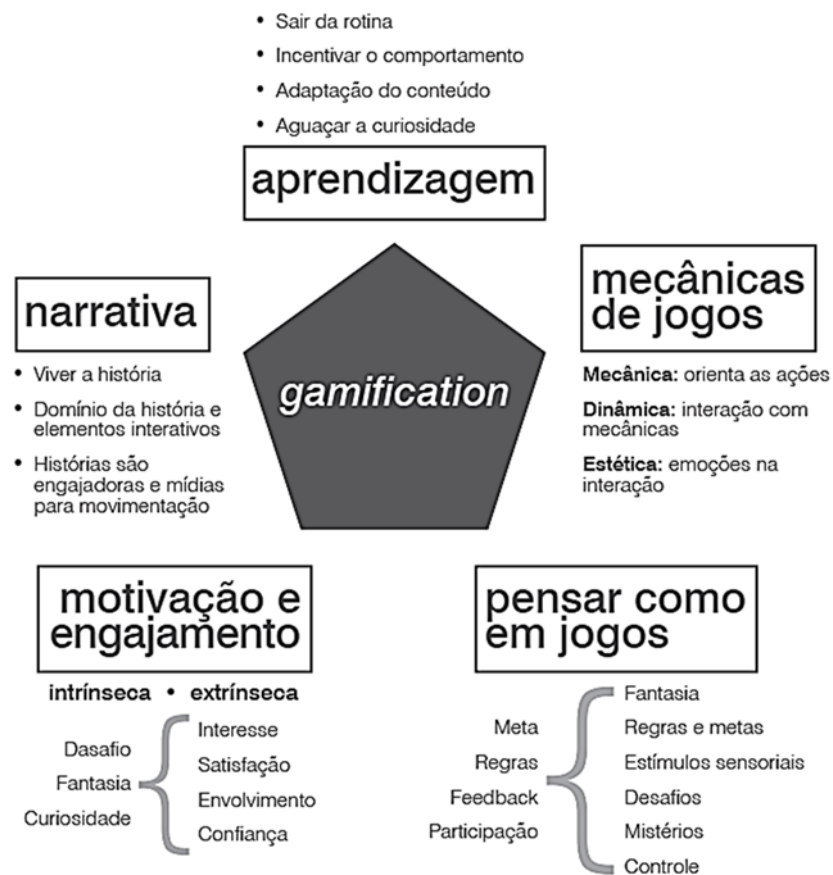 • Sair da rotina
• Incentivar o comportamento
• Adaptação do conteúdo
• Aguaçar a curiosidade
aprendizagem
narrativa
• Viver a história
• Domínio da história e
elementos interativos
• Histórias são
engajadoras e mídias
para movimentação
gamification
mecânicas
de jogos
Mecânica: orienta as ações
Dinâmica: interação com
mecânicas
Estética: emoções na
interação
motivação e
engajamento
intrínseca • extrínseca
Dasafio
Fantasia
Curiosidade
Interesse
Satisfação
Envolvimento
Confiança
pensar como
em jogos
Meta
Regras
Feedback
Participação
Fantasia
Regras e metas
Estímulos sensoriais
Desafios
Mistérios
Controle